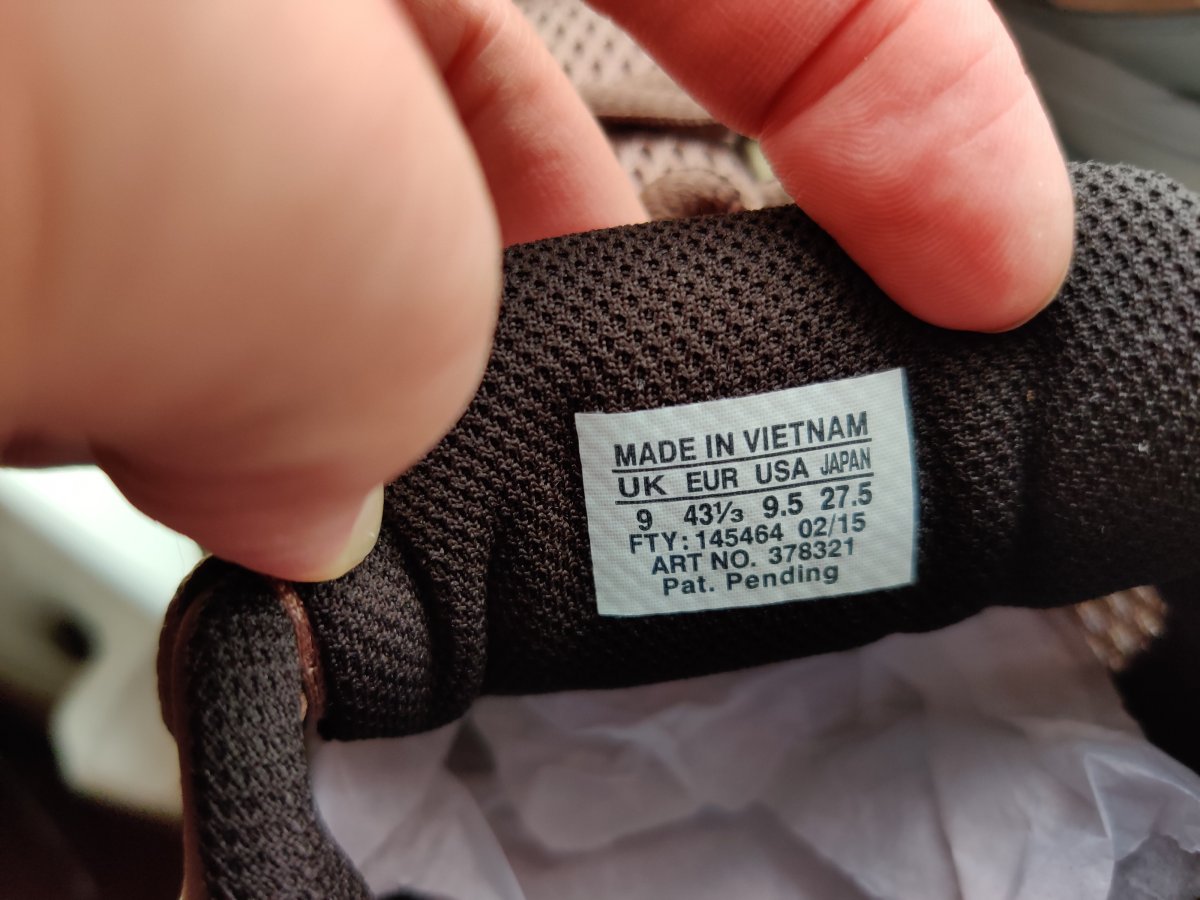 MADE IN VIETNAM
UK EUR USA JAPAN
9 43⅓ 9.5 27.5
FTY: 145464 02/15
ART NO. 378321
Pat. Pending